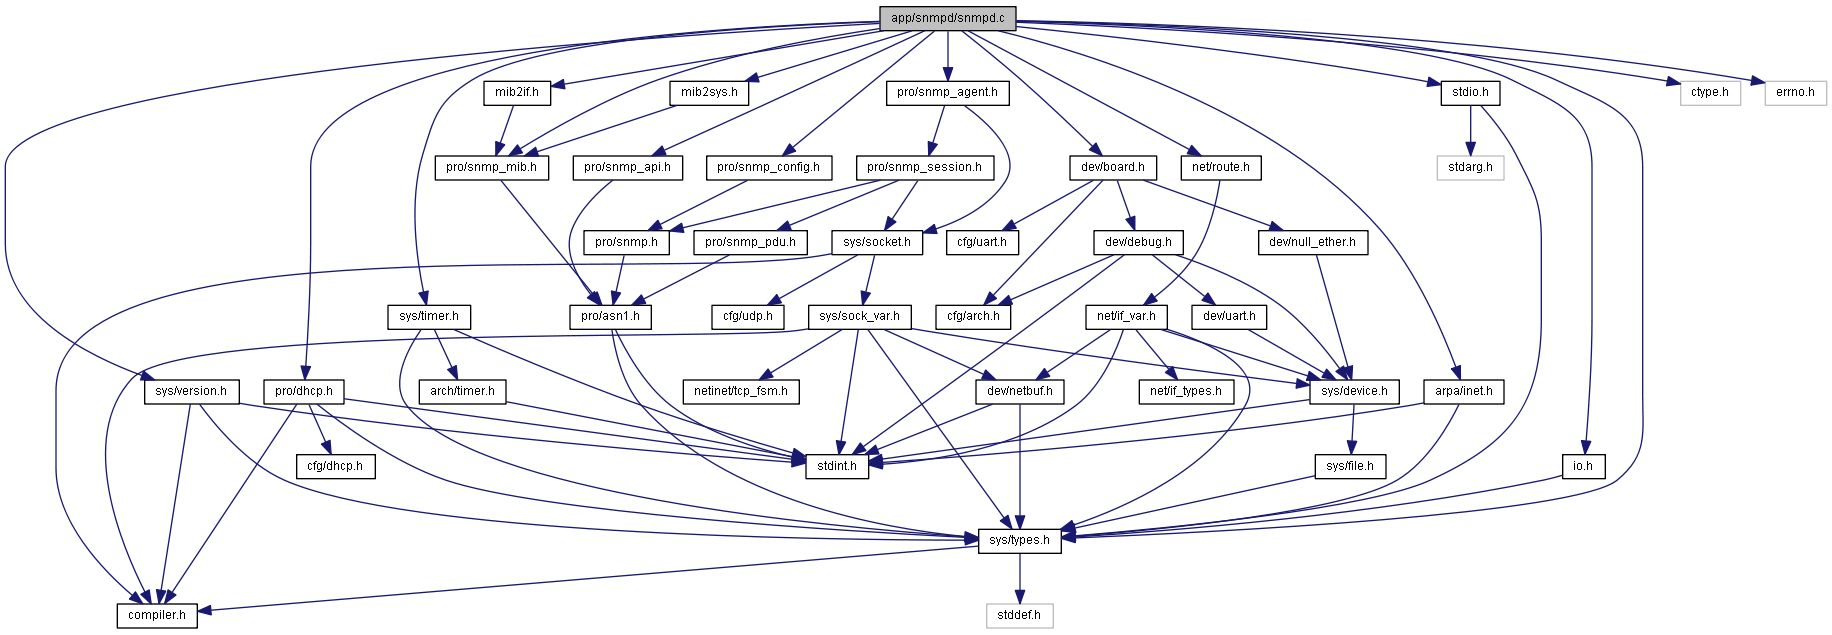 app/snmpd/snmpd.c
mib2if.h
mib2sys.h
pro/snmp_agent.h
stdio.h
ctype.h
errno.h
pro/snmp_mib.h
pro/snmp_api.h
pro/snmp_config.h
pro/snmp_session.h
dev/board.h
net/route.h
stdarg.h
pro/snmp.h
pro/snmp_pdu.h
sys/socket.h
cfg/uart.h
dev/debug.h
dev/null_ether.h
sys/timer.h
pro/asn1.h
cfg/udp.h
sys/sock_var.h
cfg/arch.h
net/if_var.h
dev/uart.h
sys/version.h
pro/dhcp.h
arch/timer.h
netinet/tcp_fsm.h
dev/netbuf.h
net/if_types.h
sys/device.h
arpa/inet.h
cfg/dhcp.h
stdint.h
sys/file.h
io.h
sys/types.h
compiler.h
stddef.h